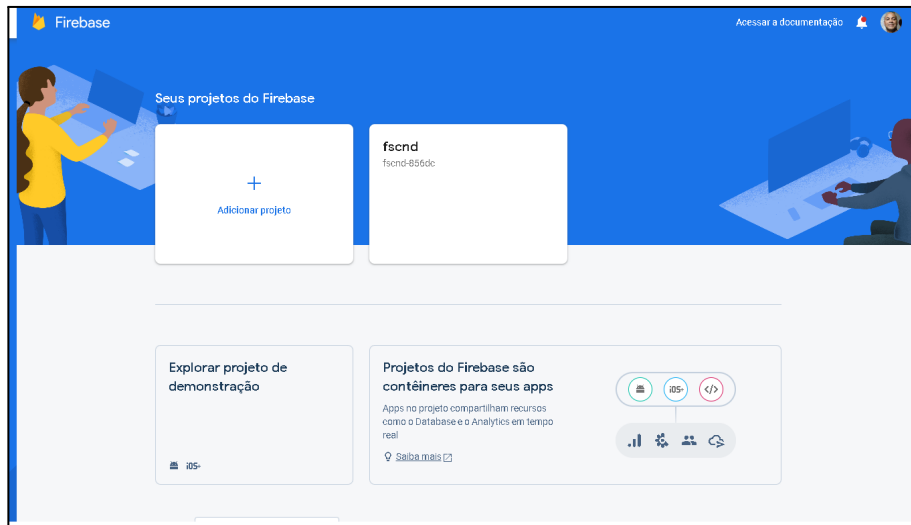 Firebase
Acessar a documentação
Seus projetos do Firebase
Adicionar projeto
fscnd
fscnd-856dc
Explorar projeto de
demonstração
iOS+
Projetos do Firebase são
contêineres para seus apps
Apps no projeto compartilham recursos
como o Database e o Analytics em tempo
real
Saiba mais
iOS+